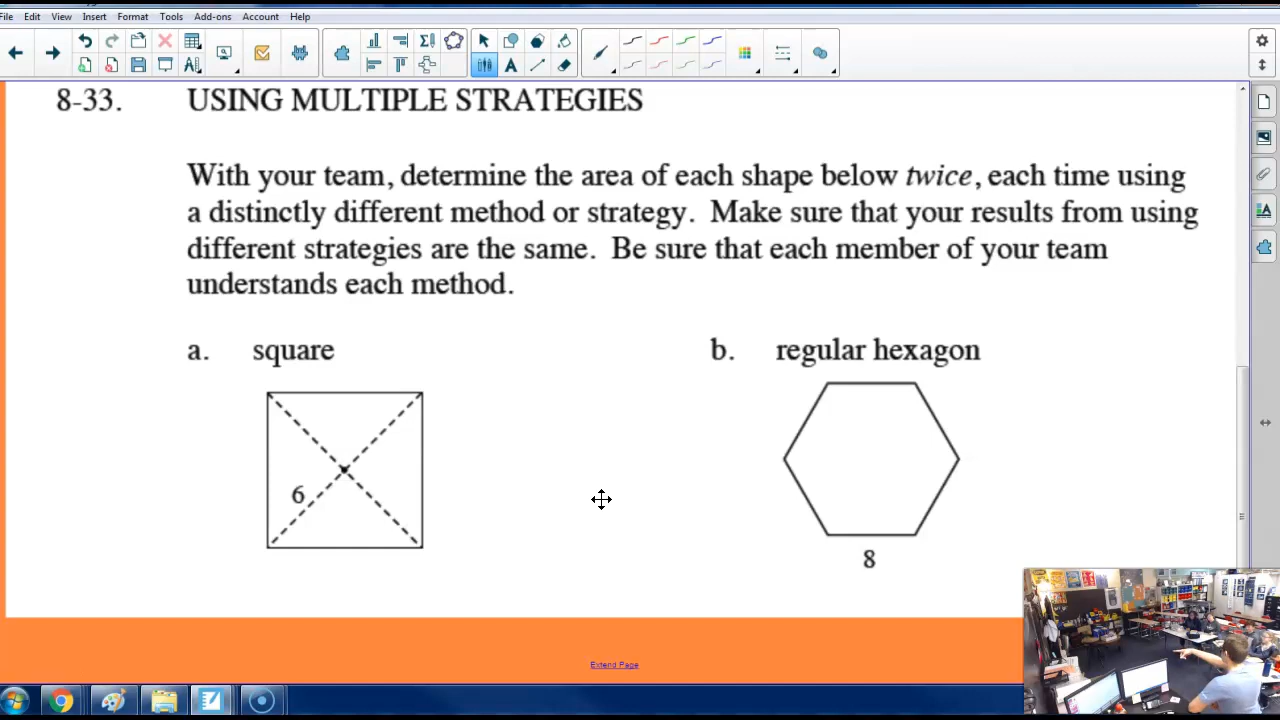 File Edit View Insert Format Tools Add-ons Account Help
8-33. USING MULTIPLE STRATEGIES
With your team, determine the area of each shape below twice, each time using
a distinctly different method or strategy. Make sure that your results from using
different strategies are the same. Be sure that each member of your team
understands each method.
a. square
b. regular hexagon
6
8
Extend Page